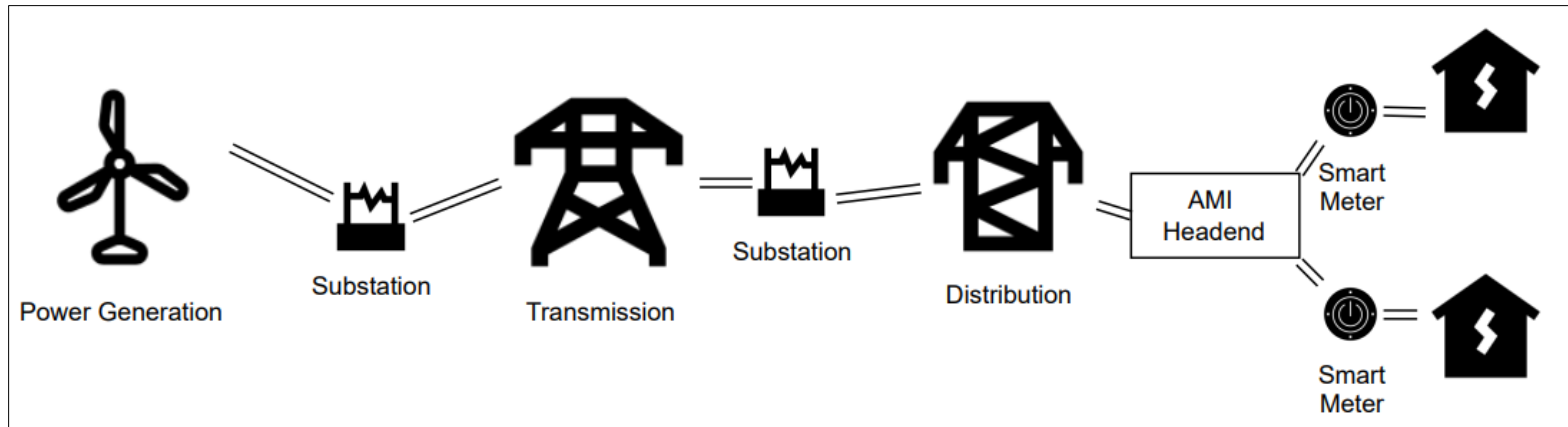 Power Generation
Substation
Transmission
Substation
Distribution
AMI
Headend
Smart
Meter
Smart
Meter